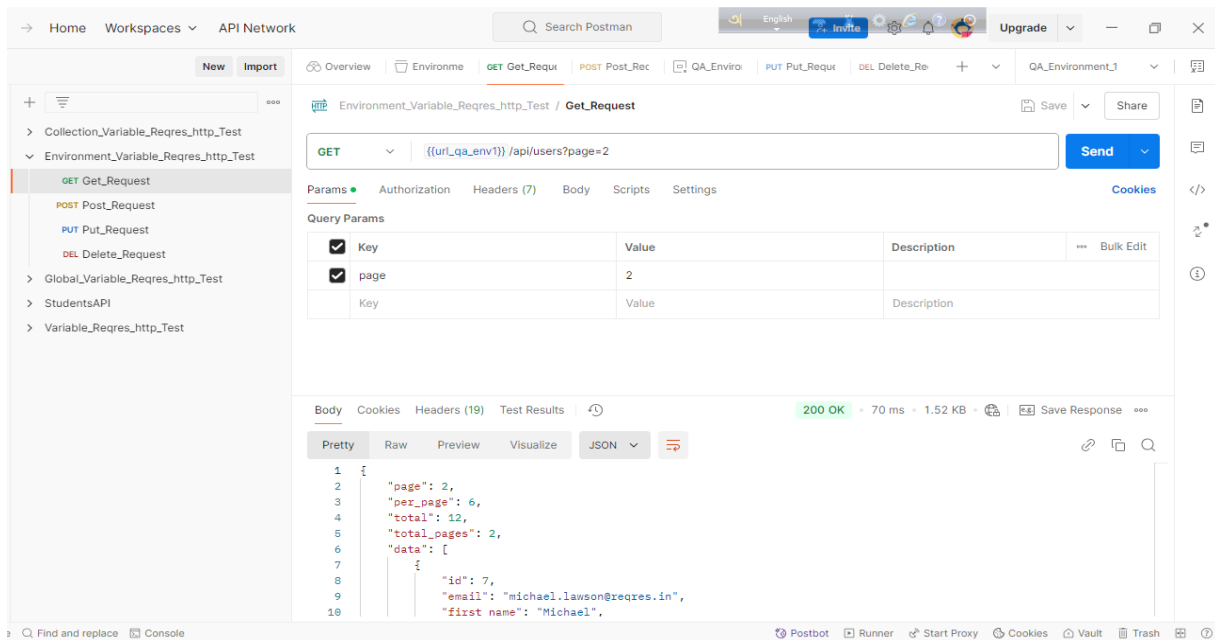 Home Workspaces API Network Search Postman অ English Invite Upgrade
New Import Overview Environme GET Get_Reque POST Post_Rec QA_Enviro PUT Put_Reque DEL Delete_Re QA_Environment_1
Collection_Variable_Reqres_http_Test
Environment_Variable_Reqres_http_Test
GET Get_Request
POST Post_Request
PUT Put_Request
DEL Delete_Request
Global_Variable_Reqres_http_Test
StudentsAPI
Variable_Reqres_http_Test
HTTP Environment_Variable_Reqres_http_Test / Get_Request Save Share
GET {{url_qa_env1}} /api/users?page=2 Send
Params Authorization Headers (7) Body Scripts Settings Cookies
Query Params
Key Value Description Bulk Edit
page 2
Key Value Description
Body Cookies Headers (19) Test Results 200 OK 70 ms 1.52 KB e.g. Save Response
Pretty Raw Preview Visualize JSON
1 {
2 "page": 2,
3 "per_page": 6,
4 "total": 12,
5 "total_pages": 2,
6 "data": [
7 {
8 "id": 7,
9 "email": "michael.lawson@reqres.in",
10 "first_name": "Michael",
Find and replace Console Postbot Runner Start Proxy Cookies Vault Trash